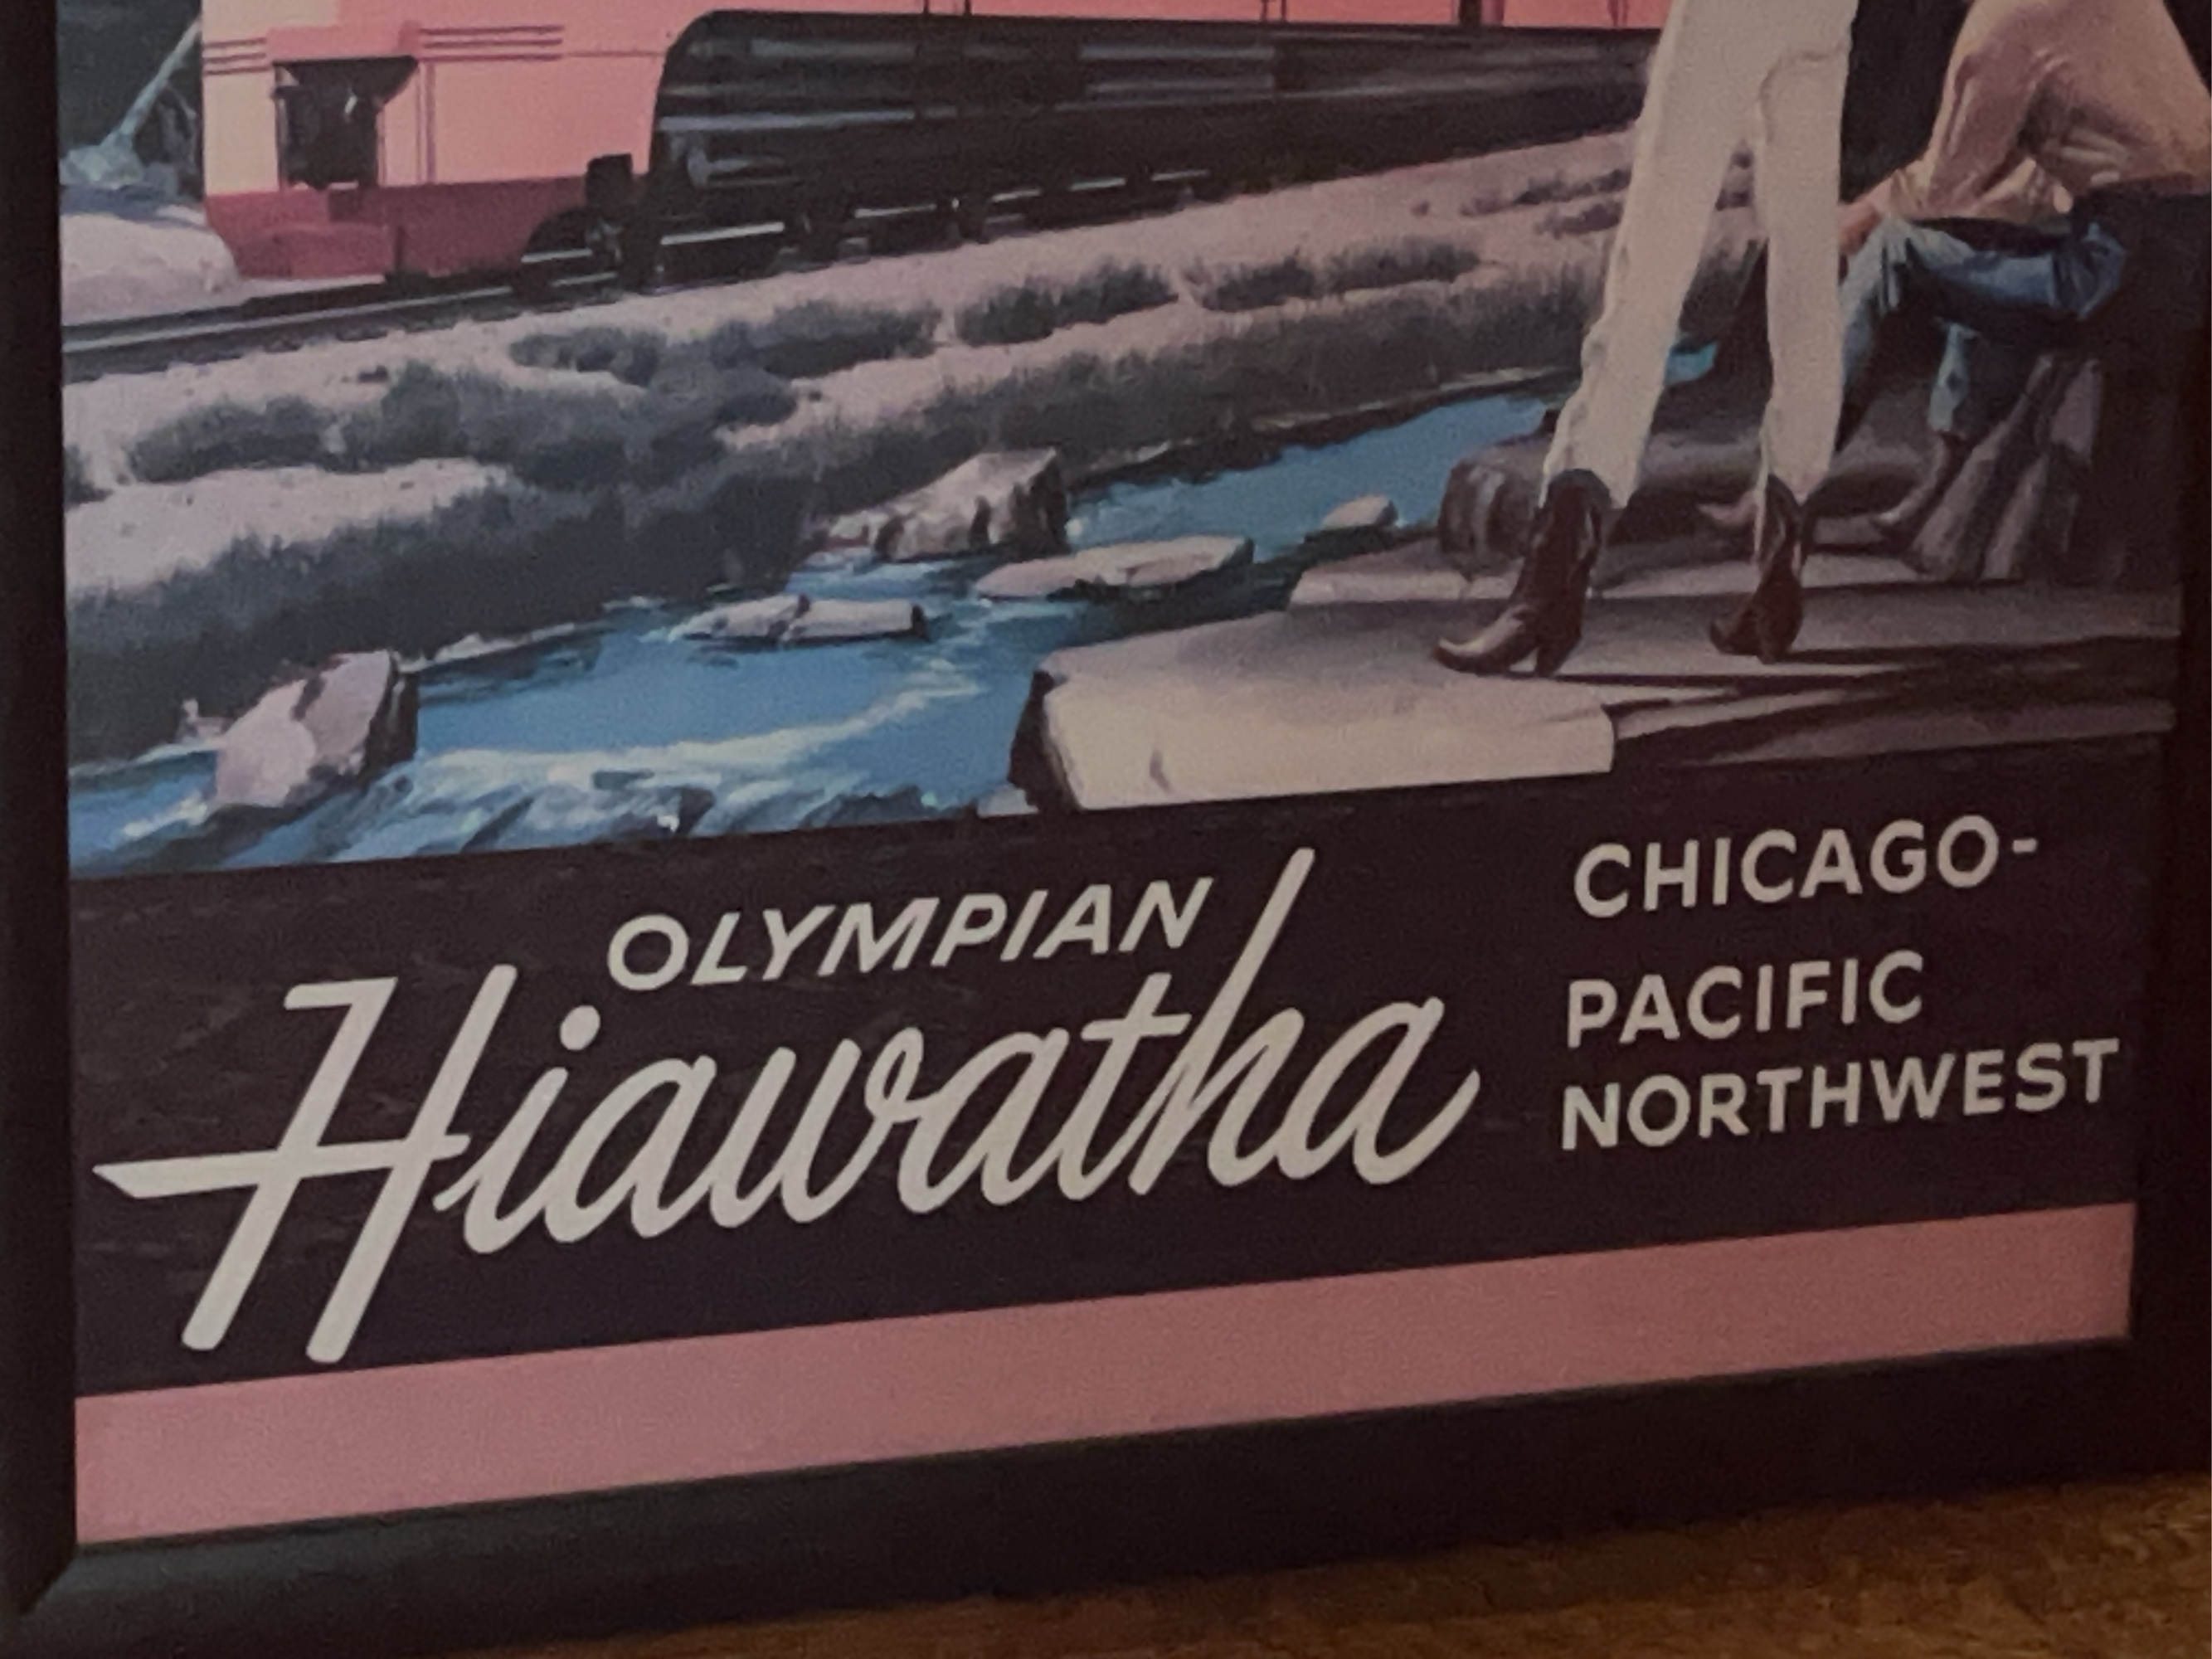 OLYMPIAN
Hiawatha
CHICAGO-
PACIFIC
NORTHWEST